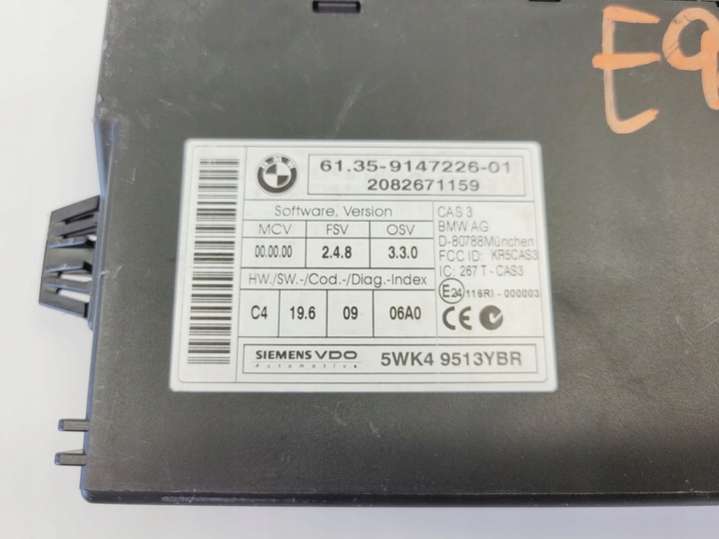 E9
61.35-9147226-01
2082671159
Software, Version
MCV FSV OSV
00.00.00 2.4.8 3.3.0
HW./SW.-/Cod.-/Diag.-Index
C4 19.6 09 06A0
CAS 3
BMW AG
D-80788München
FCC ID: KR5CAS3
IC: 267 T - CAS3
E24 116RI - 000003
CE
SIEMENS VDO
Automotive
5WK4 9513YBR